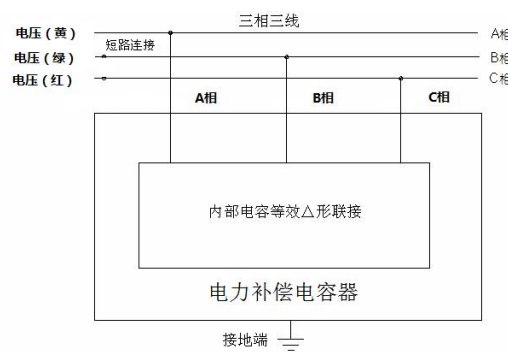 三相三线
电压（黄） A相
短路连接
电压（绿） B相
电压（红） C相
A相 B相 C相
内部电容等效△形联接
电力补偿电容器
接地端